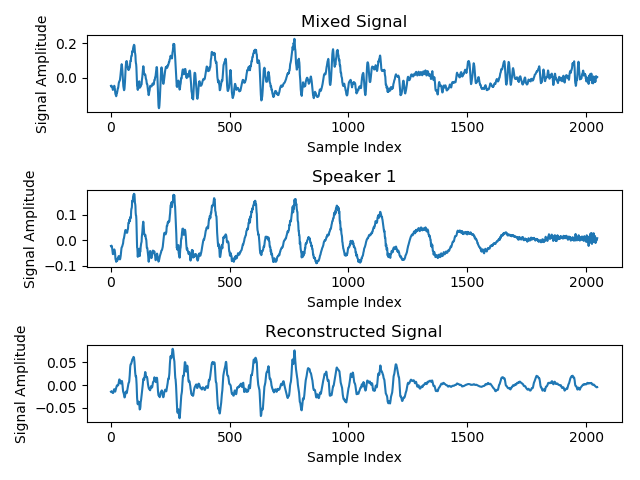 Mixed Signal
Signal Amplitude
0.2
0.0
0 500 1000 1500 2000
Sample Index
Speaker 1
Signal Amplitude
0.1
0.0
−0.1
0 500 1000 1500 2000
Sample Index
Reconstructed Signal
Signal Amplitude
0.05
0.00
−0.05
0 500 1000 1500 2000
Sample Index